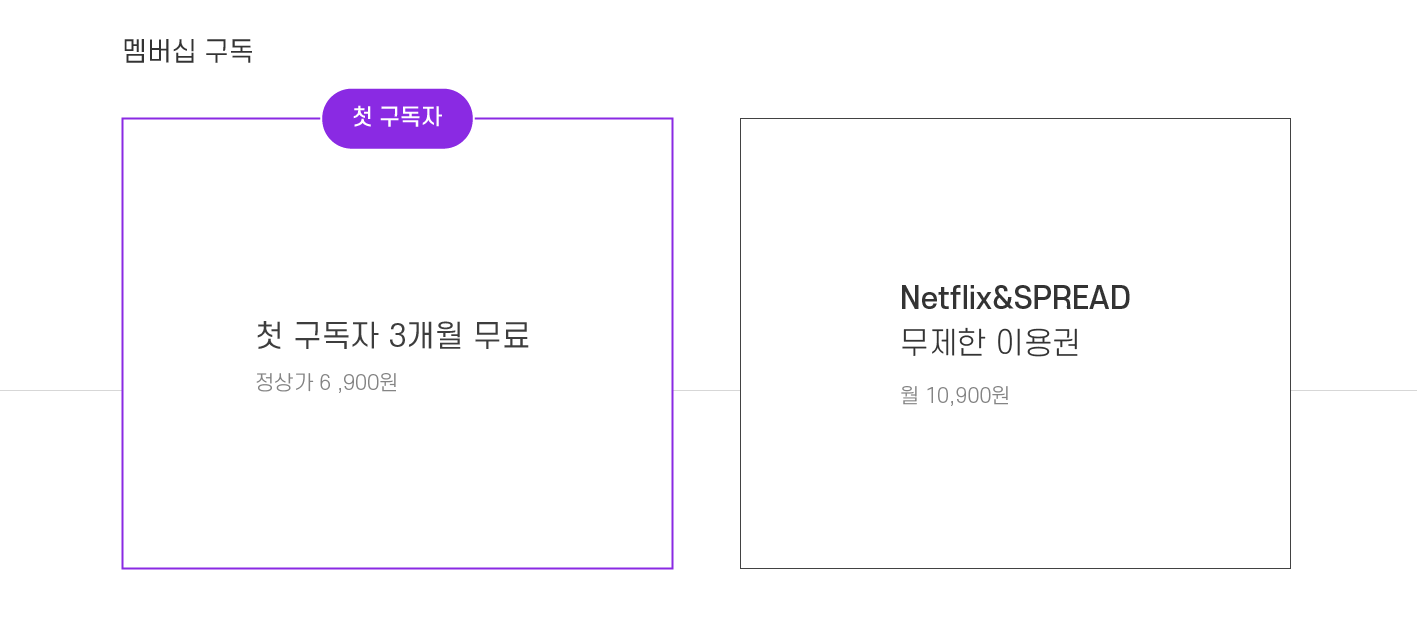 멤버십 구독
첫 구독자
첫 구독자 3개월 무료
정상가 6 ,900원
Netflix&SPREAD
무제한 이용권
월 10,900원